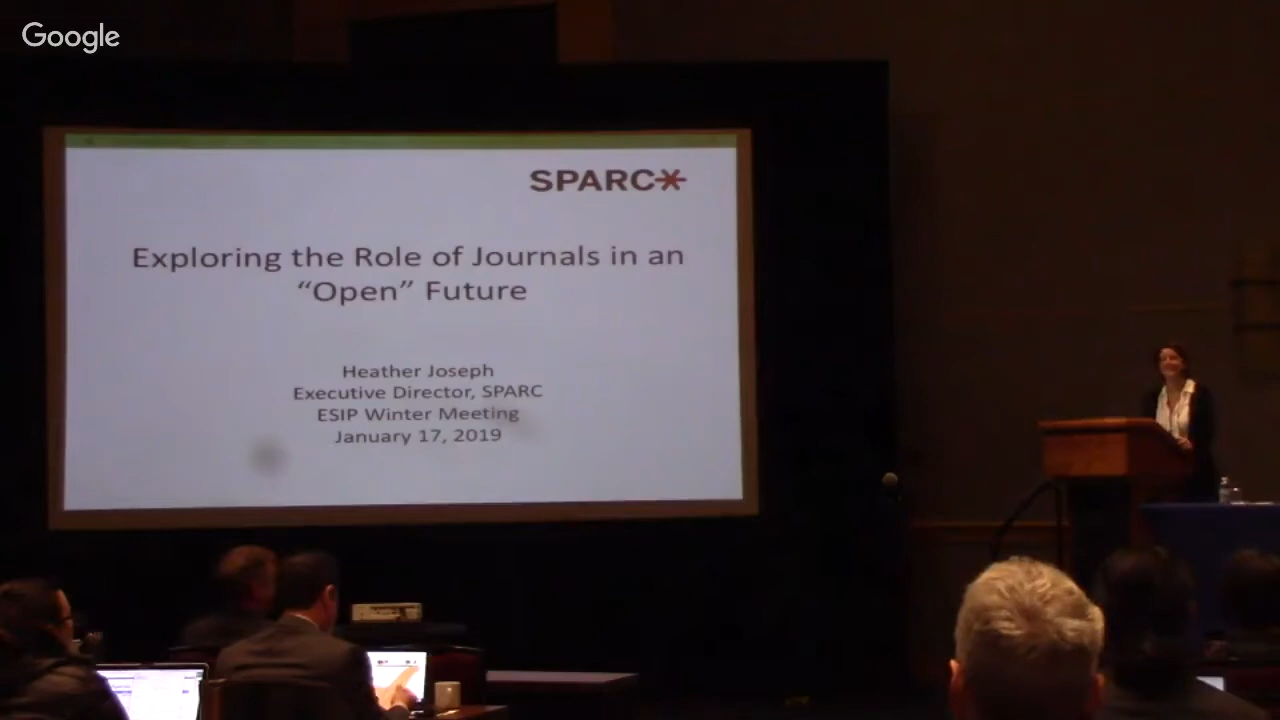 Google
SPARC
Exploring the Role of Journals in an
“Open” Future
Heather Joseph
Executive Director, SPARC
ESIP Winter Meeting
January 17, 2019